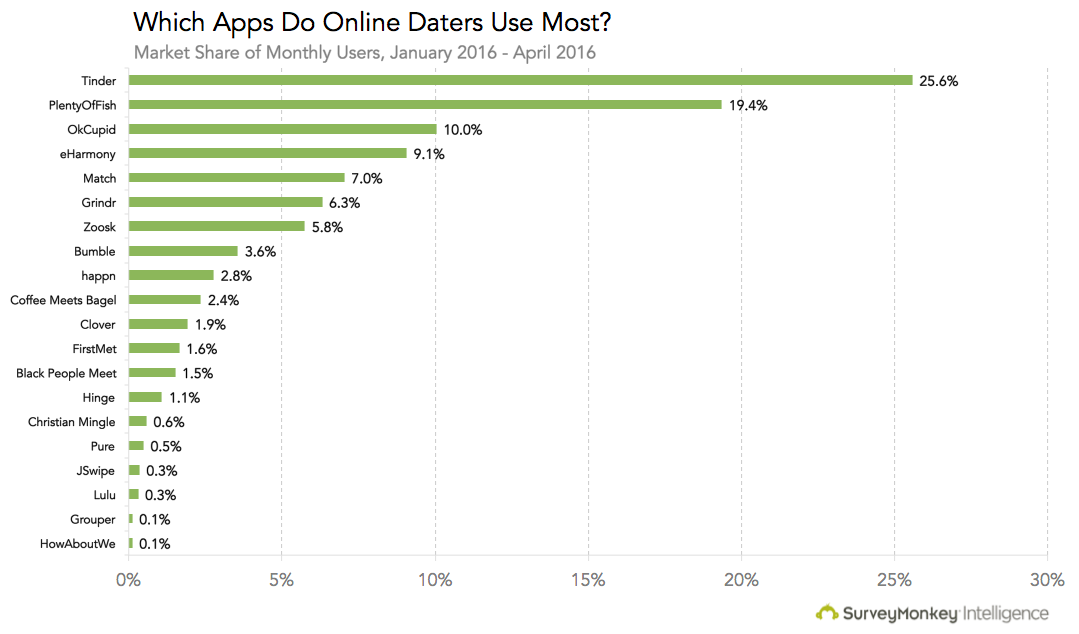 Which Apps Do Online Daters Use Most?
Market Share of Monthly Users, January 2016 - April 2016
Tinder 25.6%
PlentyOfFish 19.4%
OkCupid 10.0%
eHarmony 9.1%
Match 7.0%
Grindr 6.3%
Zoosk 5.8%
Bumble 3.6%
happn 2.8%
Coffee Meets Bagel 2.4%
Clover 1.9%
FirstMet 1.6%
Black People Meet 1.5%
Hinge 1.1%
Christian Mingle 0.6%
Pure 0.5%
JSwipe 0.3%
Lulu 0.3%
Grouper 0.1%
HowAboutWe 0.1%
0% 5% 10% 15% 20% 25% 30%
SurveyMonkey Intelligence